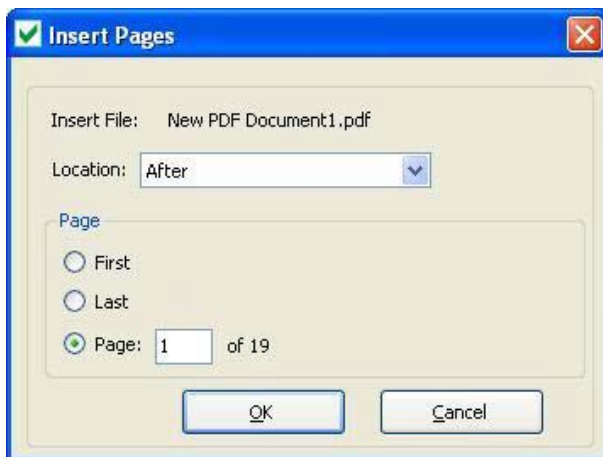 Insert Pages
Insert File: New PDF Document1.pdf
Location: After
Page
First
Last
Page: 1 of 19
OK Cancel